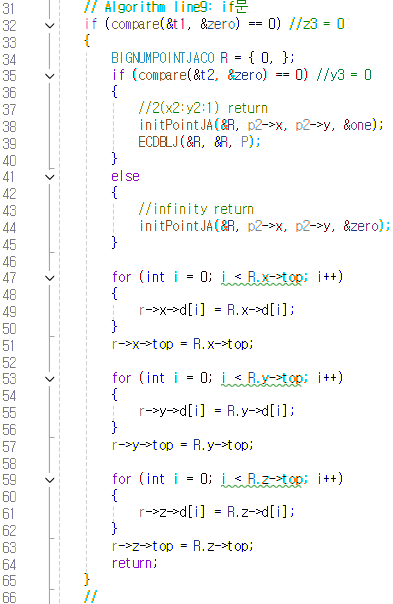 31 // Algorithm line9: if문
32 if (compare(&t1, &zero) == 0) //z3 = 0
33 {
34 BIGNUMPOINTJACO R = { 0, };
35 if (compare(&t2, &zero) == 0) //y3 = 0
36 {
37 //2(x2:y2:1) return
38 initPointJA(&R, p2->x, p2->y, &one);
39 ECDBLJ(&R, &R, P);
40 }
41 else
42 {
43 //infinity return
44 initPointJA(&R, p2->x, p2->y, &zero);
45 }
46
47 for (int i = 0; i < R.x->top; i++)
48 {
49 r->x->d[i] = R.x->d[i];
50 }
51 r->x->top = R.x->top;
52
53 for (int i = 0; i < R.y->top; i++)
54 {
55 r->y->d[i] = R.y->d[i];
56 }
57 r->y->top = R.y->top;
58
59 for (int i = 0; i < R.z->top; i++)
60 {
61 r->z->d[i] = R.z->d[i];
62 }
63 r->z->top = R.z->top;
64 return;
65 }
66 //